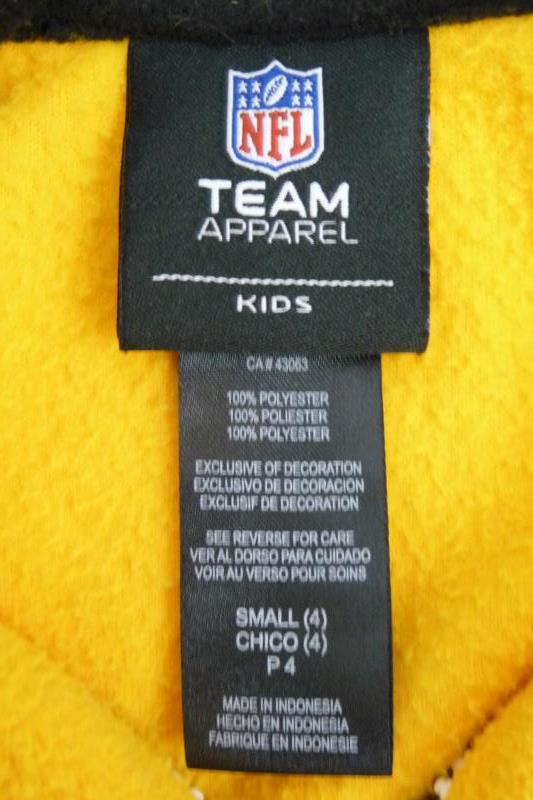 NFL
TEAM
APPAREL
KIDS
CA# 43063
100% POLYESTER
100% POLIESTER
100% POLYESTER
EXCLUSIVE OF DECORATION
EXCLUSIVO DE DECORACION
EXCLUSIF DE DECORATION
SEE REVERSE FOR CARE
VER AL DORSO PARA CUIDADO
VOIR AU VERSO POUR SOINS
SMALL (4)
CHICO (4)
P 4
MADE IN INDONESIA
HECHO EN INDONESIA
FABRIQUE EN INDONESIE